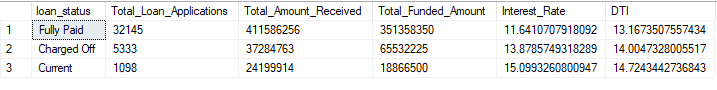 loan_status Total_Loan_Applications Total_Amount_Received Total_Funded_Amount Interest_Rate DTI
1 Fully Paid 32145 411586256 351358350 11.6410707918092 13.1673507557434
2 Charged Off 5333 37284763 65532225 13.8785749318289 14.0047328005517
3 Current 1098 24199914 18866500 15.0993260800947 14.7244442736843